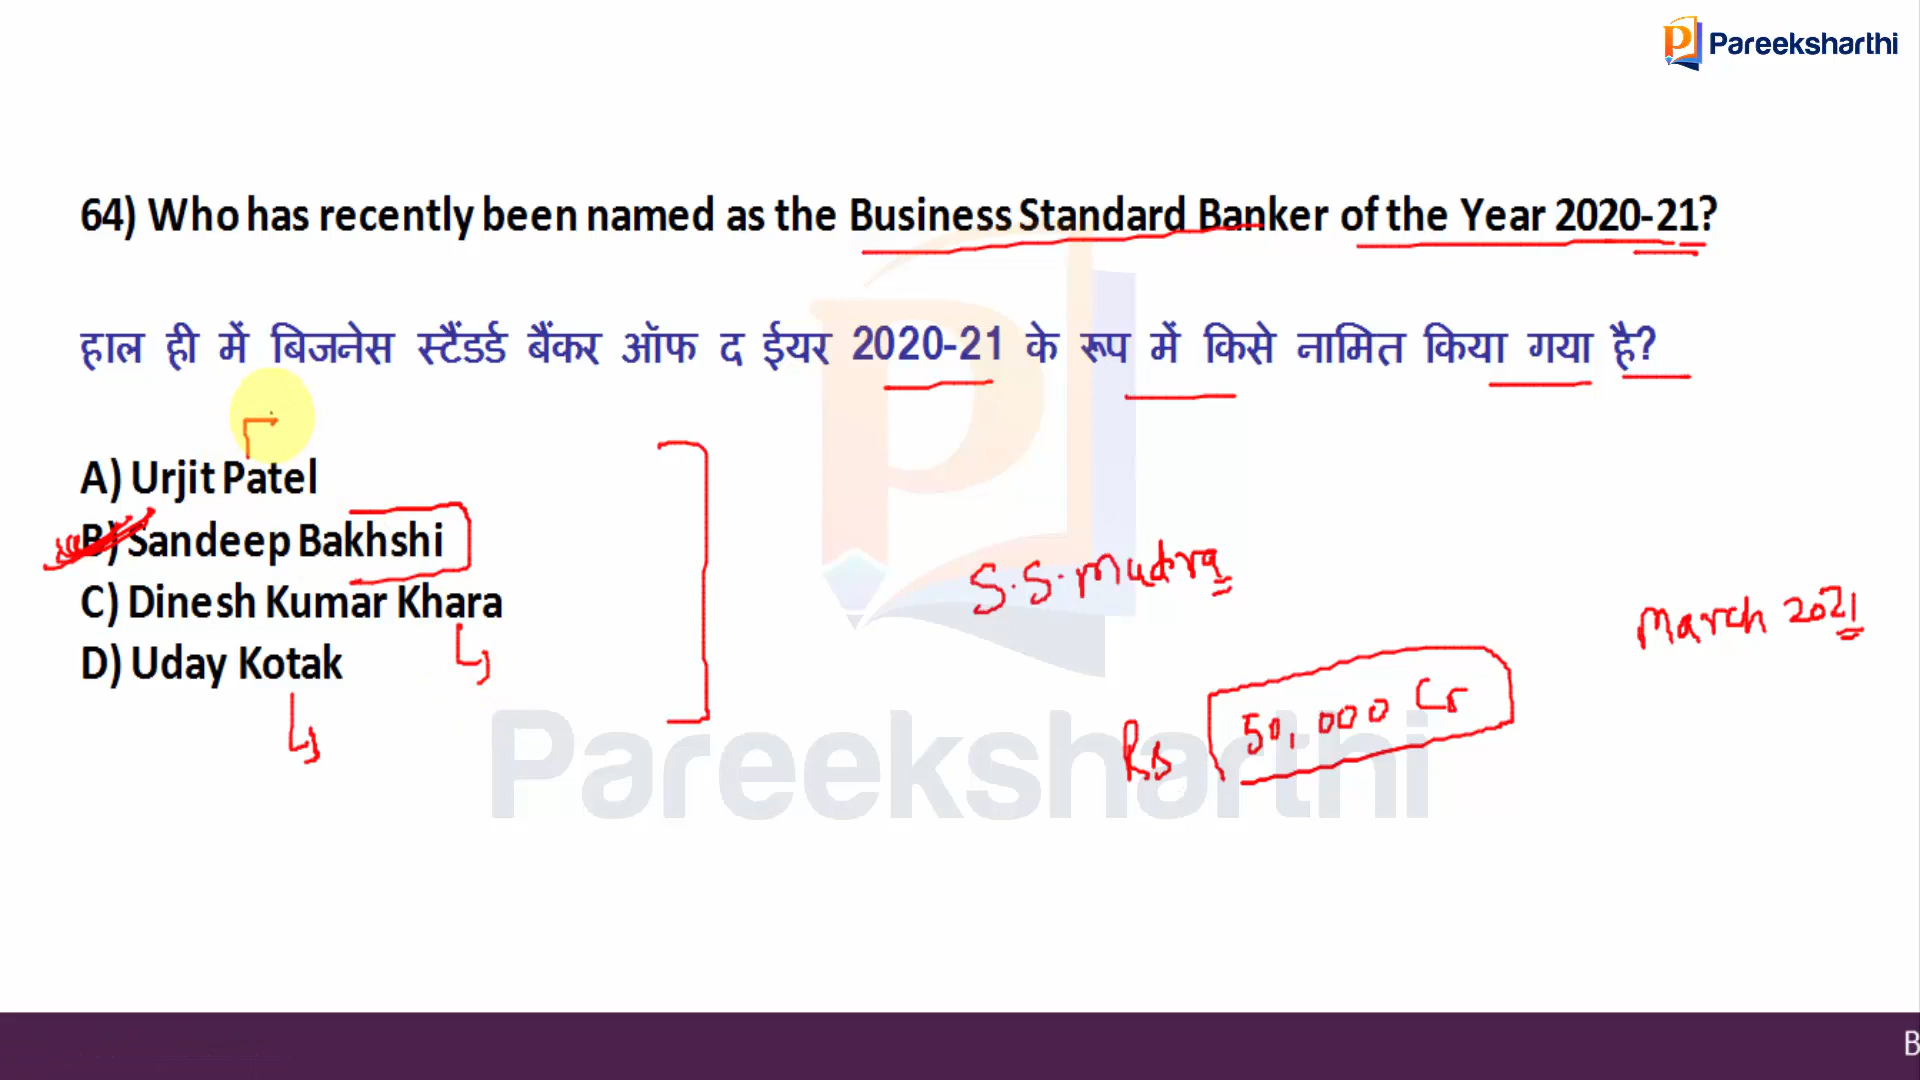 Pareeksharthi
64) Who has recently been named as the Business Standard Banker of the Year 2020-21?
हाल ही में बिजनेस स्टैंडर्ड बैंकर ऑफ द ईयर 2020-21 के रूप में किसे नामित किया गया है?
A) Urjit Patel
B) Sandeep Bakhshi
C) Dinesh Kumar Khara
D) Uday Kotak
S.S. Mudra
March 2021
Rs 50,000 Cr
Pareeksharthi
B